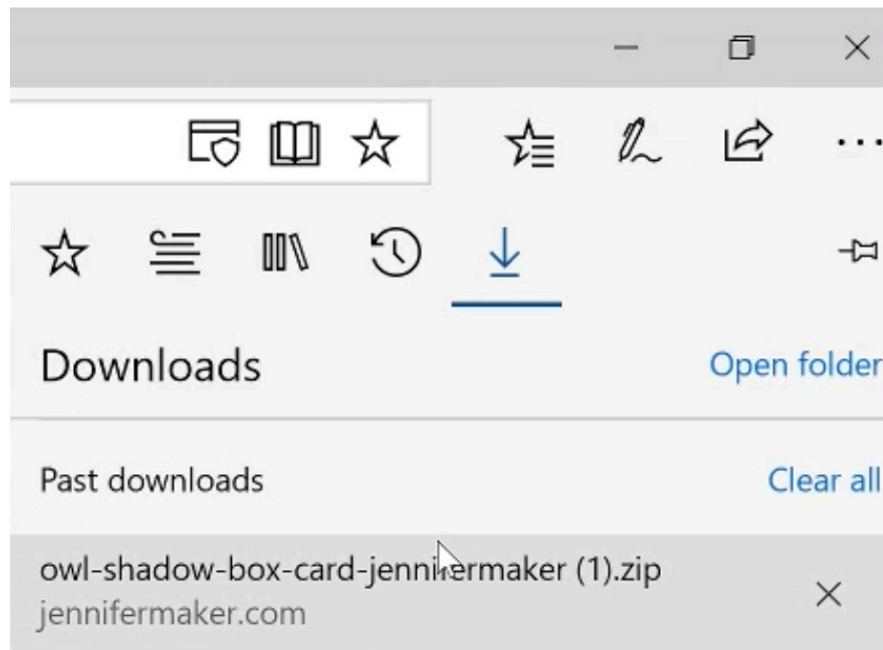 Downloads
Open folder
Past downloads
Clear all
owl-shadow-box-card-jennifermaker (1).zip
jennifermaker.com